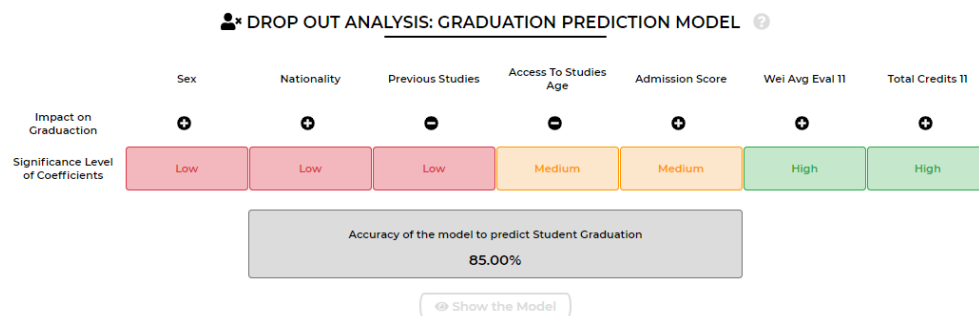 DROP OUT ANALYSIS: GRADUATION PREDICTION MODEL ?
Sex
Nationality
Previous Studies
Access To Studies
Age
Admission Score
Wei Avg Eval 11
Total Credits 11
Impact on
Graduaction
Significance Level
of Coefficients
Low
Low
Low
Medium
Medium
High
High
Accuracy of the model to predict Student Graduation
85.00%
Show the Model